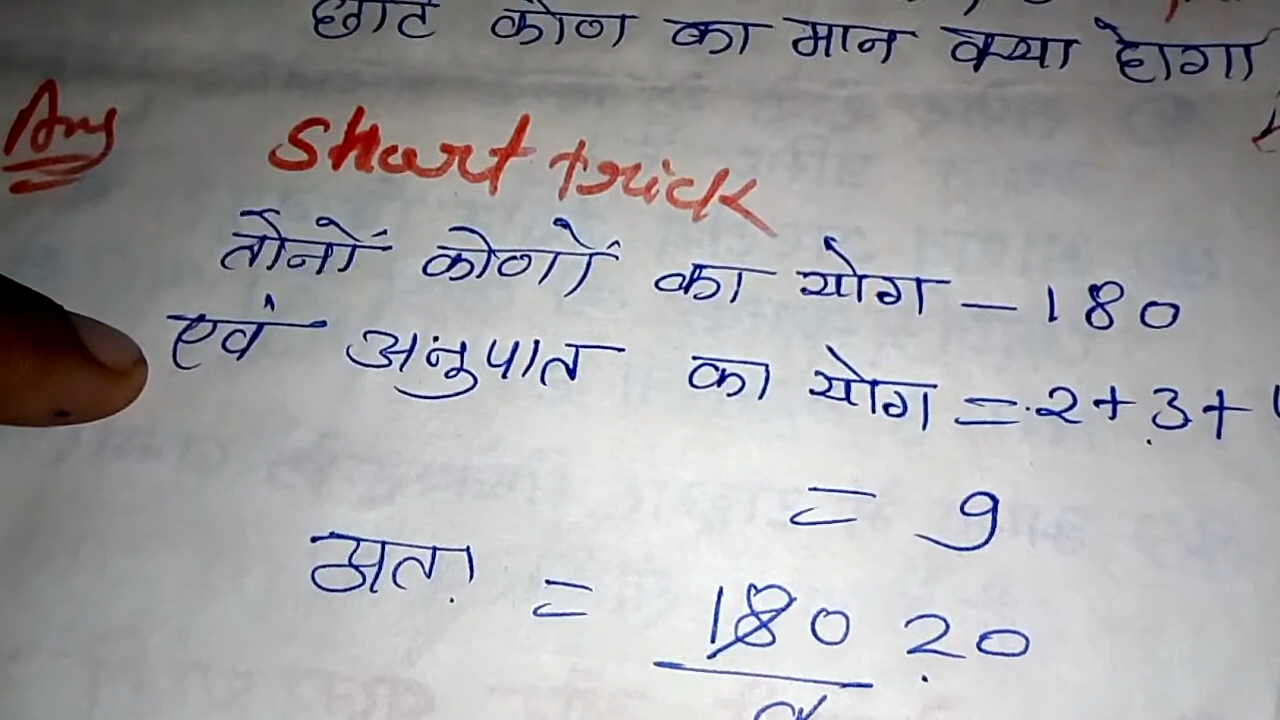 छोटे कोण का मान क्या होगा
Ans
Short trick
तीनों कोणों का योग – 180
एवं अनुपात का योग = 2+3+
= 9
अतः = 180 20